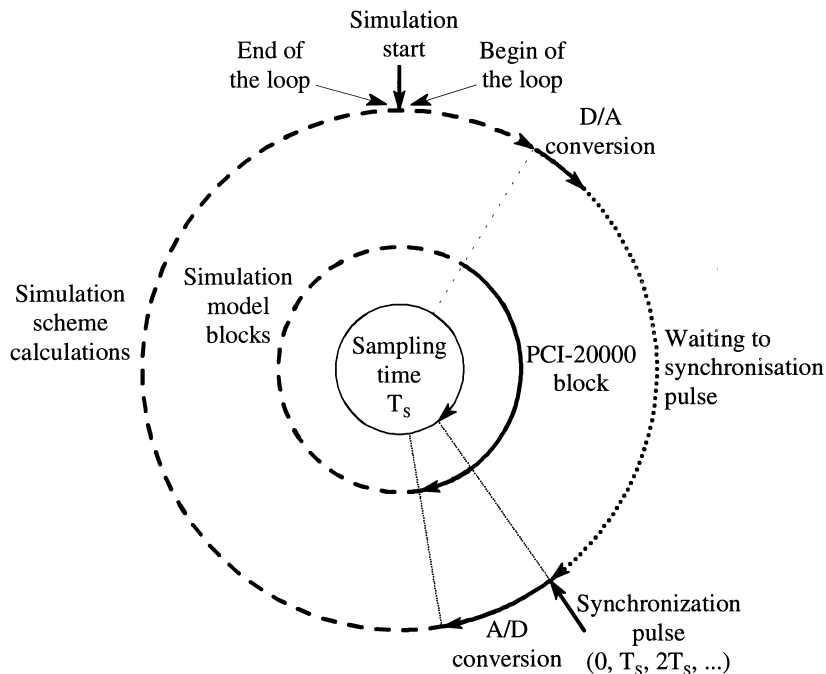 Simulation
start
End of
the loop
Begin of
the loop
D/A
conversion
Simulation
scheme
calculations
Simulation
model
blocks
Sampling
time
Ts
PCI-20000
block
Waiting to
synchronisation
pulse
A/D
conversion
Synchronization
pulse
(0, Ts, 2Ts, ...)